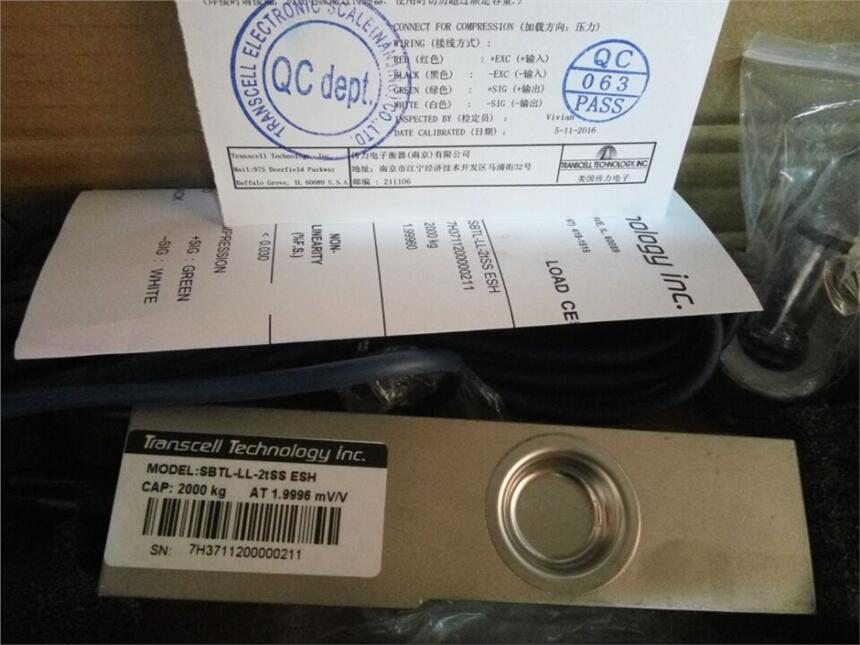 CONNECT FOR COMPRESSION (加载方向: 压力)
WIRING (接线方式) :
RED (红色) : +EXC (+输入)
BLACK (黑色) : -EXC (-输入)
GREEN (绿色) : +SIG (+输出)
WHITE (白色) : -SIG (-输出)
INSPECTED BY (检定员) : Vivian
DATE CALIBRATED (日期) : 5-11-2016
TRANSCELL ELECTRONIC SCALE(NANJING)CO.,LTD.
QC dept.
QC
063
PASS
Transcell Technology, Inc.
Mail:975 Deerfield Parkway
Buffalo Grove, IL 60089 U.S.A
传力电子衡器(南京)有限公司
地址: 南京市江宁经济技术开发区马浦街32号
邮编 : 211106
TRANSCELL TECHNOLOGY, INC.
美国传力电子
nology inc.
IL 60089
419-1515
LOAD CE
SBTL-LL-2tSS ESH
7H3711200000211
2000 kg
1.99960
NON-
LINEARITY
(%F.S.)
< 0.030
MPRESSION
+SIG : GREEN
-SIG : WHITE
Transcell Technology inc.
MODEL:SBTL-LL-2tSS ESH
CAP: 2000 kg AT 1.9996 mV/V
SN: 7H3711200000211